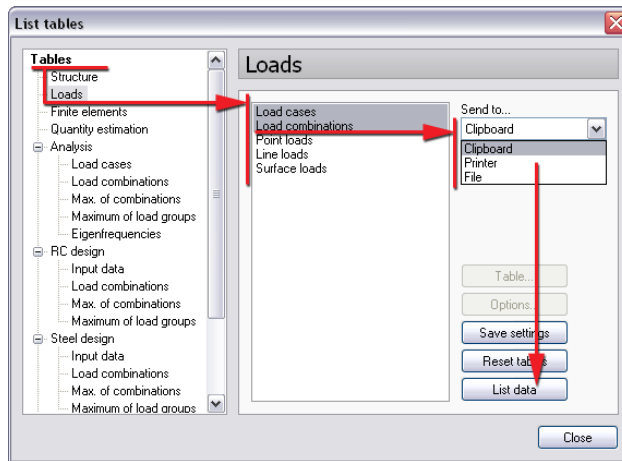 List tables
Tables
Structure
Loads
Finite elements
Quantity estimation
Analysis
Load cases
Load combinations
Max. of combinations
Maximum of load groups
Eigenfrequencies
RC design
Input data
Load combinations
Max. of combinations
Maximum of load groups
Steel design
Input data
Load combinations
Max. of combinations
Maximum of load groups
Loads
Load cases
Load combinations
Point loads
Line loads
Surface loads
Send to...
Clipboard
Clipboard
Printer
File
Table...
Options...
Save settings
Reset tables
List data
Close